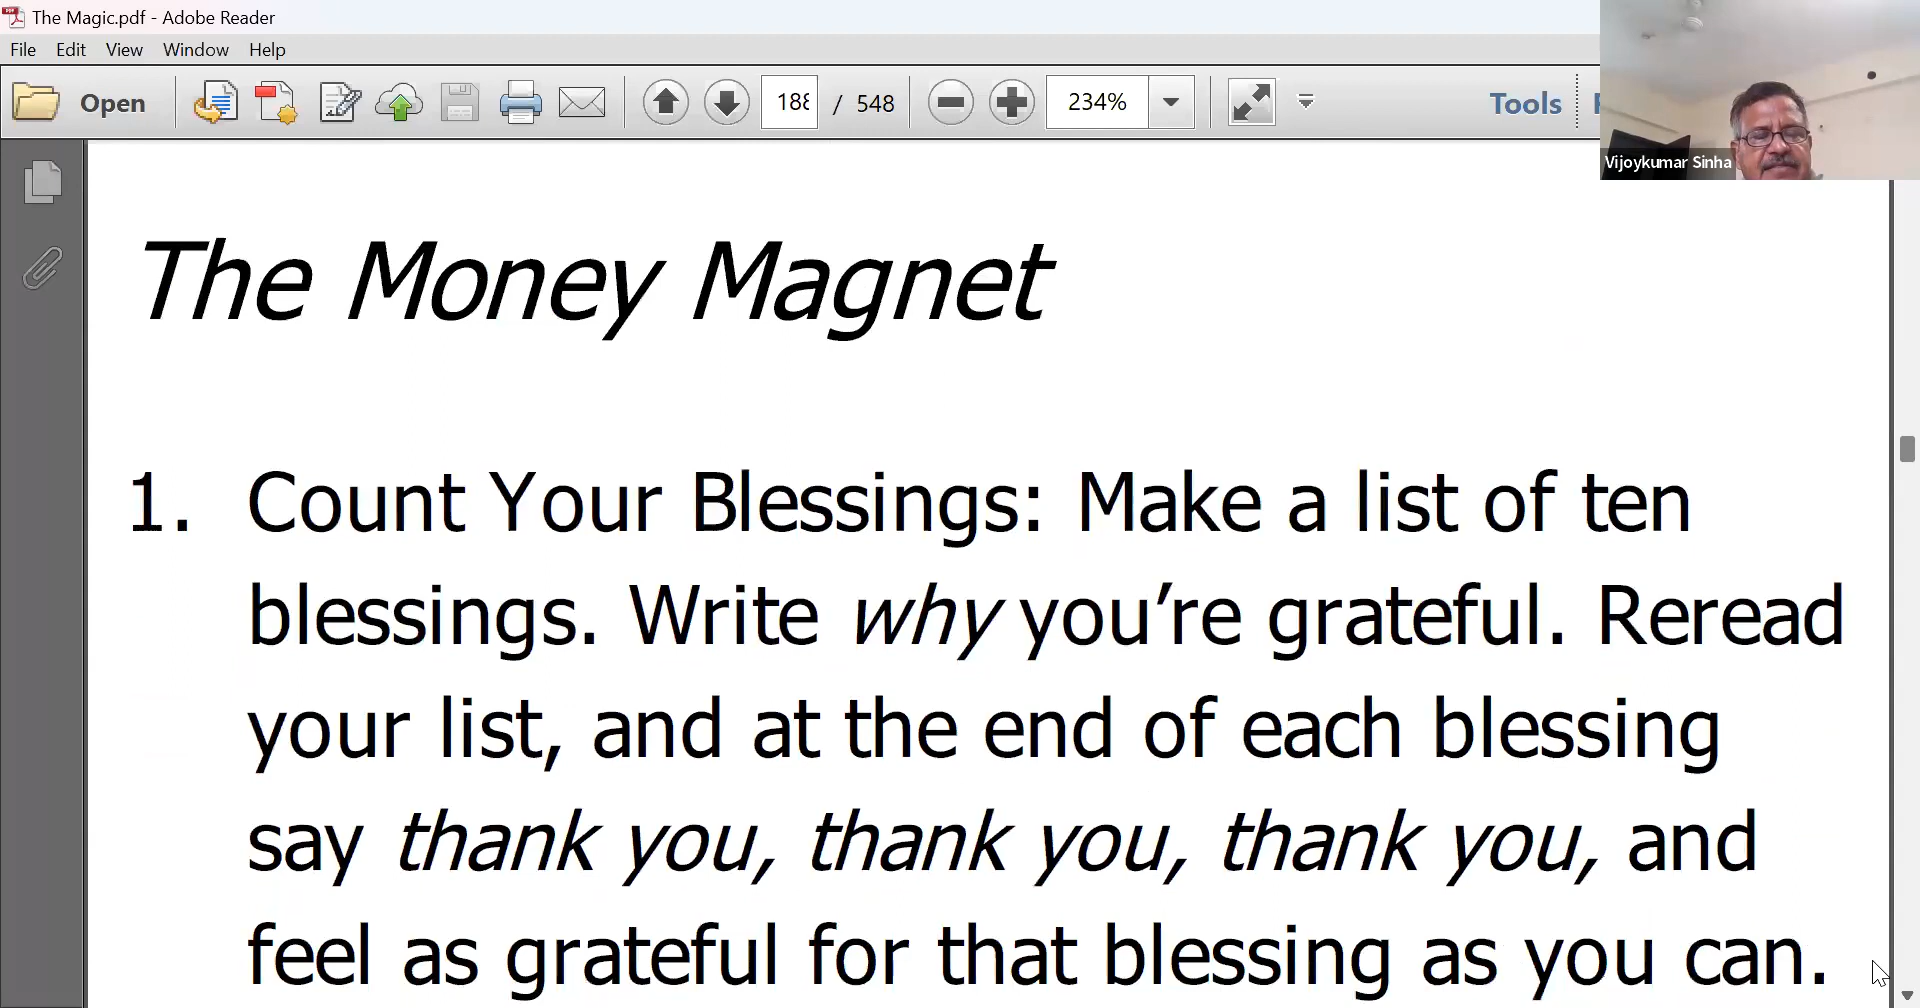 The Magic.pdf - Adobe Reader
File Edit View Window Help
Open 188 / 548 234% Tools
Vijoykumar Sinha
The Money Magnet
1. Count Your Blessings: Make a list of ten
blessings. Write why you’re grateful. Reread
your list, and at the end of each blessing
say thank you, thank you, thank you, and
feel as grateful for that blessing as you can.